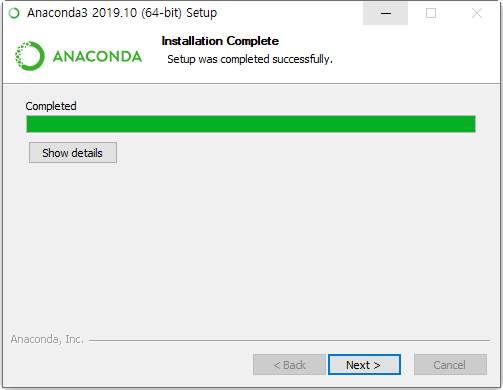 Anaconda3 2019.10 (64-bit) Setup
ANACONDA
Installation Complete
Setup was completed successfully.
Completed
Show details
Anaconda, Inc.
< Back
Next >
Cancel